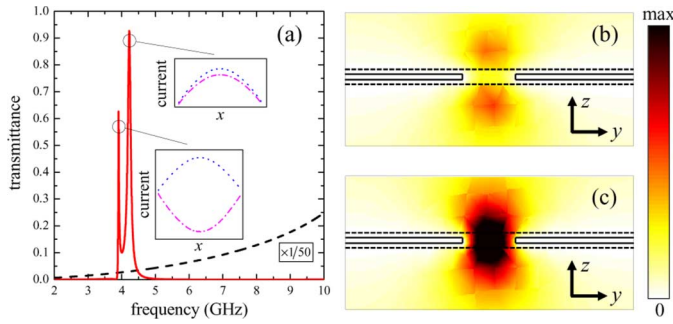 (a)
1.0
0.9
0.8
0.7
0.6
0.5
0.4
0.3
0.2
0.1
0.0
transmittance
2 3 4 5 6 7 8 9 10
frequency (GHz)
current
x
current
x
×1/50
(b)
z
y
(c)
z
y
max
0